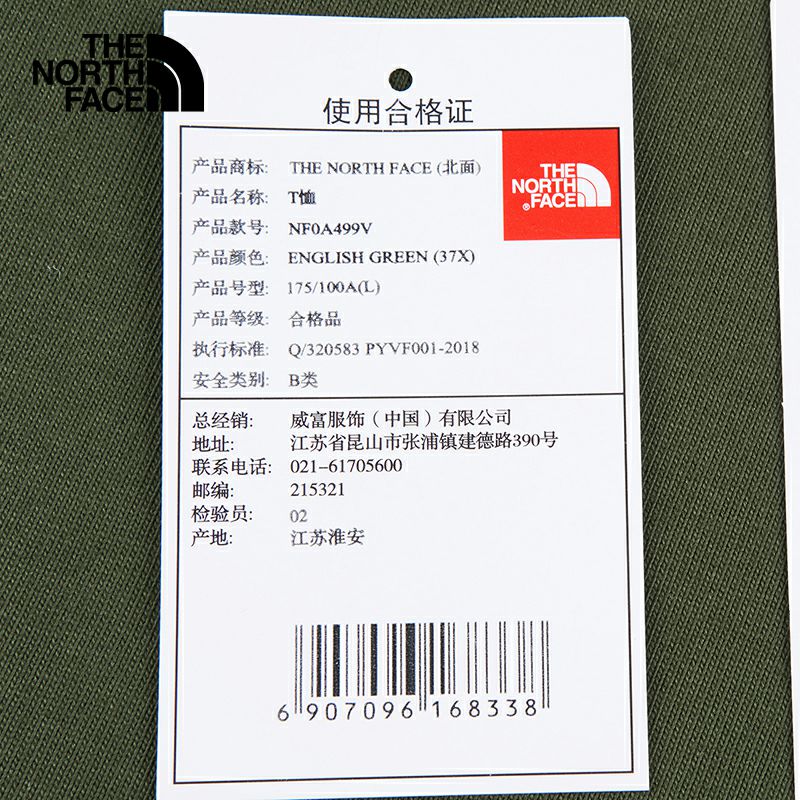 THE
NORTH
FACE
使用合格证
产品商标: THE NORTH FACE (北面)
产品名称: T恤
产品款号: NF0A499V
产品颜色: ENGLISH GREEN (37X)
产品号型: 175/100A(L)
产品等级: 合格品
执行标准: Q/320583 PYVF001-2018
安全类别: B类
THE
NORTH
®FACE
总经销: 威富服饰（中国）有限公司
地址: 江苏省昆山市张浦镇建德路390号
联系电话: 021-61705600
邮编: 215321
检验员: 02
产地: 江苏淮安
6 907096 168338